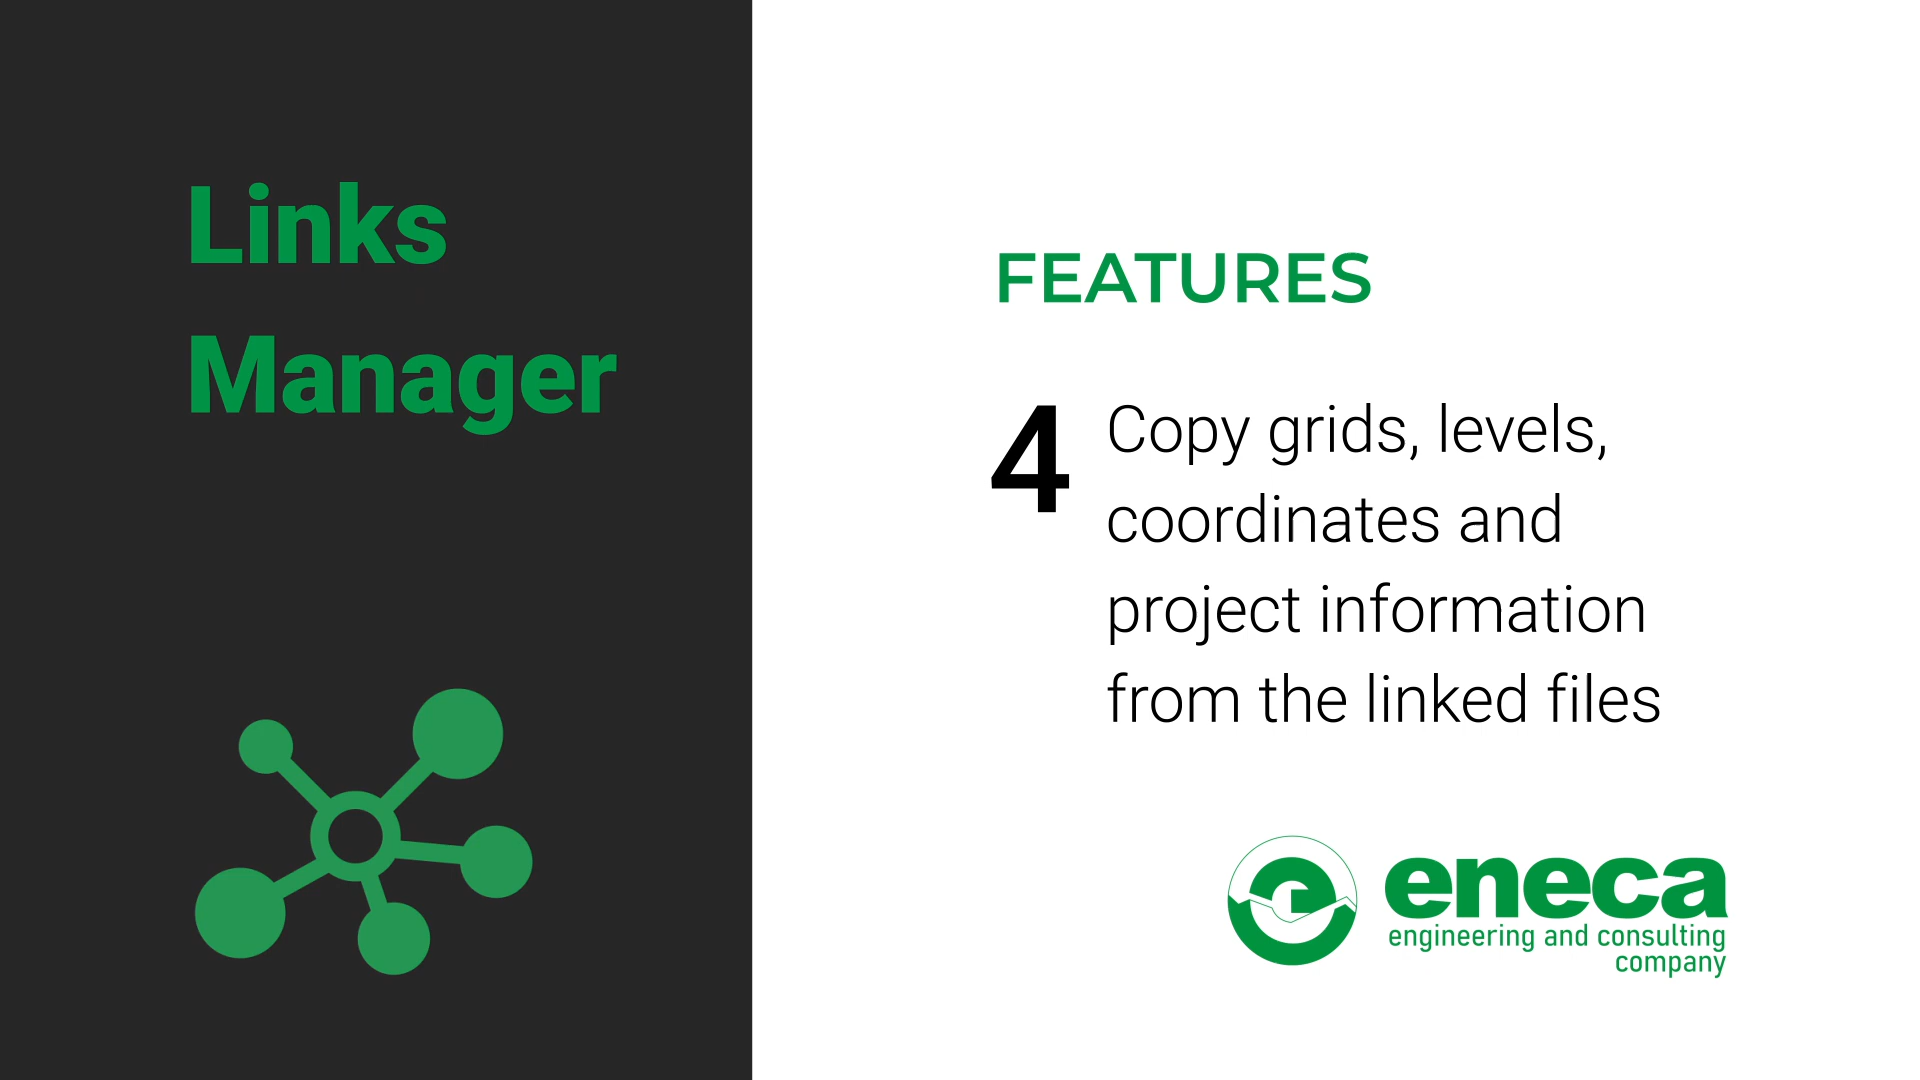 Links
Manager
FEATURES
4 Copy grids, levels,
coordinates and
project information
from the linked files
eneca
engineering and consulting
company